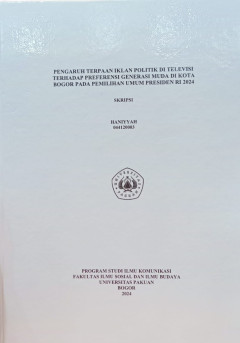 PENGARUH TERPAAN IKLAN POLITIK DI TELEVISI
TERHADAP PREFERENSI GENERASI MUDA DI KOTA
BOGOR PADA PEMILIHAN UMUM PRESIDEN RI 2024
SKRIPSI
HANIYYAH
044120003
PROGRAM STUDI ILMU KOMUNIKASI
FAKULTAS ILMU SOSIAL DAN ILMU BUDAYA
UNIVERSITAS PAKUAN
BOGOR
2024